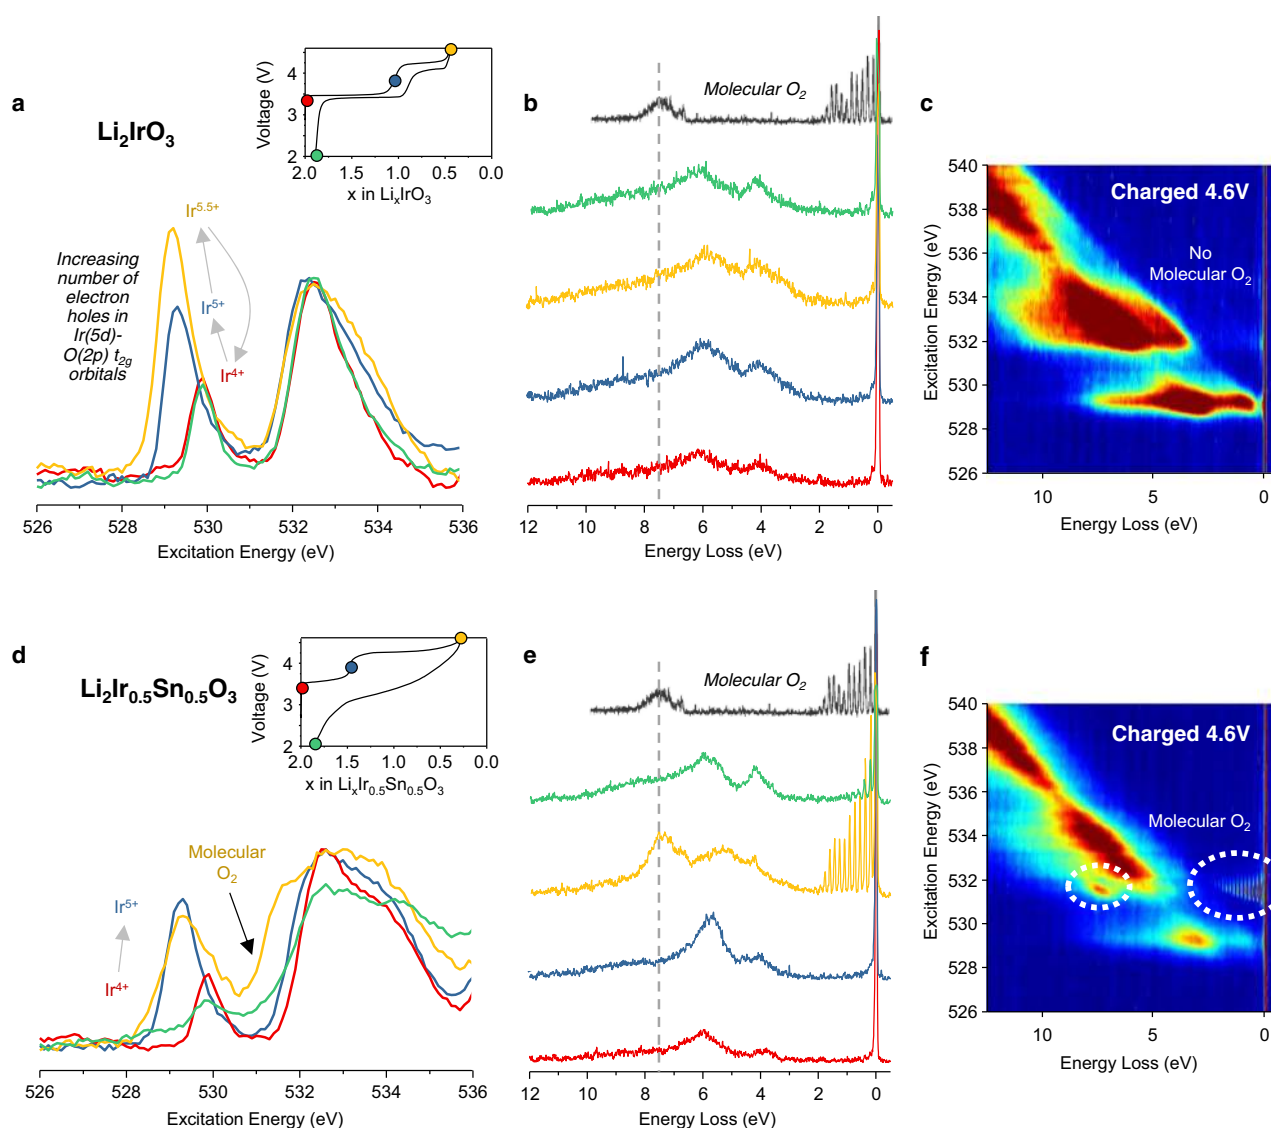 a
Li2IrO3
Voltage (V)
4
3
2
2.0 1.5 1.0 0.5 0.0
x in LixIrO3
Increasing
number of
electron
holes in
Ir(5d)-
O(2p) t2g
orbitals
Ir5.5+
Ir5+
Ir4+
526 528 530 532 534 536
Excitation Energy (eV)
b
Molecular O2
12 10 8 6 4 2 0
Energy Loss (eV)
c
Charged 4.6V
No
Molecular O2
Excitation Energy (eV)
540
538
536
534
532
530
528
526
10 5 0
Energy Loss (eV)
d
Li2Ir0.5Sn0.5O3
Voltage (V)
4
3
2
2.0 1.5 1.0 0.5 0.0
x in LixIr0.5Sn0.5O3
Molecular
O2
Ir5+
Ir4+
526 528 530 532 534 536
Excitation Energy (eV)
e
Molecular O2
12 10 8 6 4 2 0
Energy Loss (eV)
f
Charged 4.6V
Molecular O2
Excitation Energy (eV)
540
538
536
534
532
530
528
526
10 5 0
Energy Loss (eV)